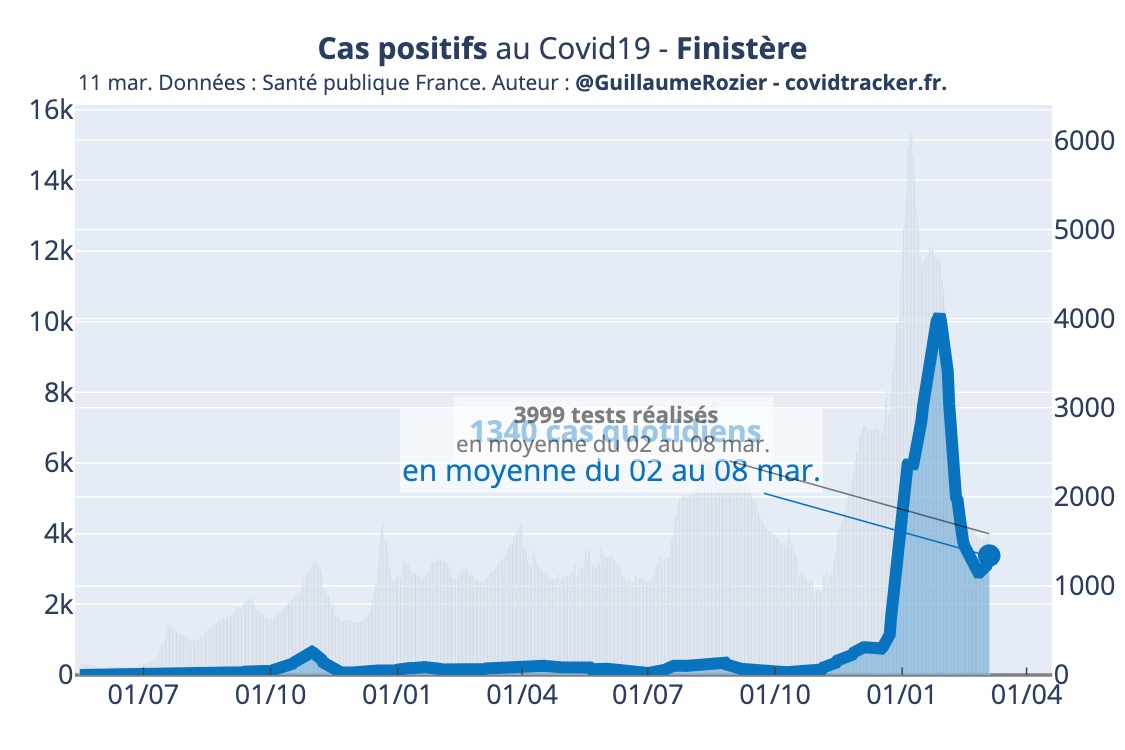 Cas positifs au Covid19 - Finistère
11 mar. Données : Santé publique France. Auteur : @GuillaumeRozier - covidtracker.fr.
16k
14k
12k
10k
8k
6k
4k
2k
0
6000
5000
4000
3000
2000
1000
0
3999 tests réalisés
1340 cas quotidiens
en moyenne du 02 au 08 mar.
en moyenne du 02 au 08 mar.
01/07 01/10 01/01 01/04 01/07 01/10 01/01 01/04